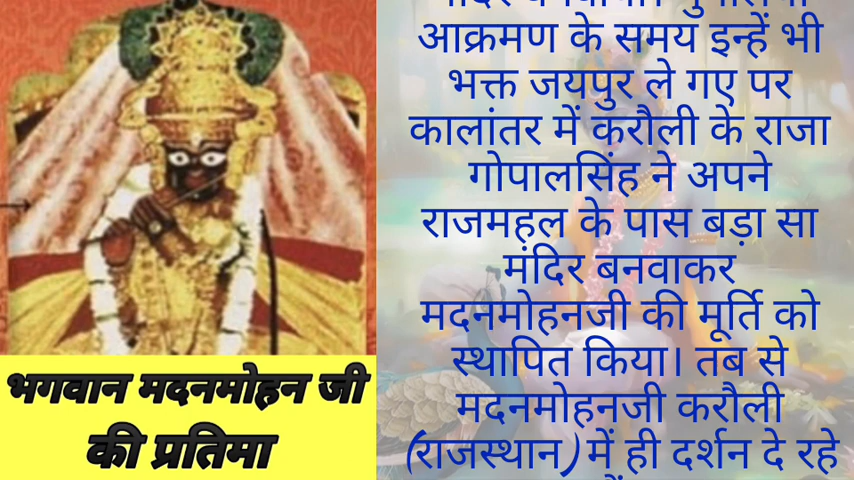 भगवान मदनमोहन जी
की प्रतिमा
आक्रमण के समय इन्हें भी
भक्त जयपुर ले गए पर
कालांतर में करौली के राजा
गोपालसिंह ने अपने
राजमहल के पास बड़ा सा
मंदिर बनवाकर
मदनमोहनजी की मूर्ति को
स्थापित किया। तब से
मदनमोहनजी करौली
(राजस्थान) में ही दर्शन दे रहे